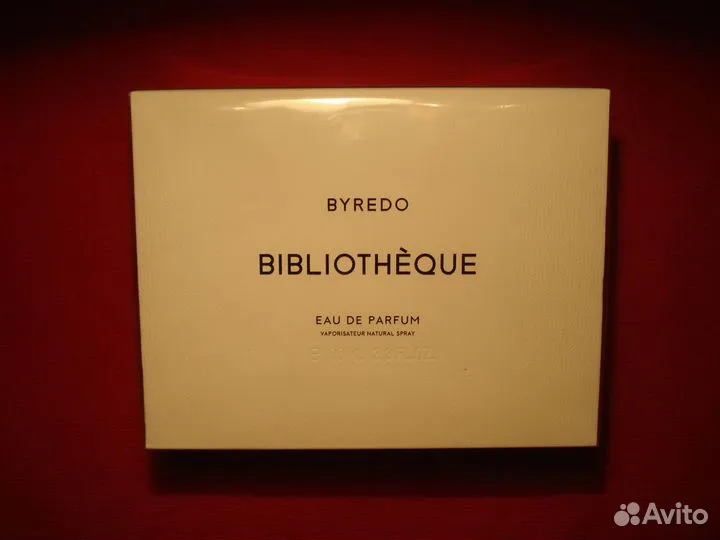 BYREDO
BIBLIOTHÈQUE
EAU DE PARFUM
VAPORISATEUR NATURAL SPRAY
Avito